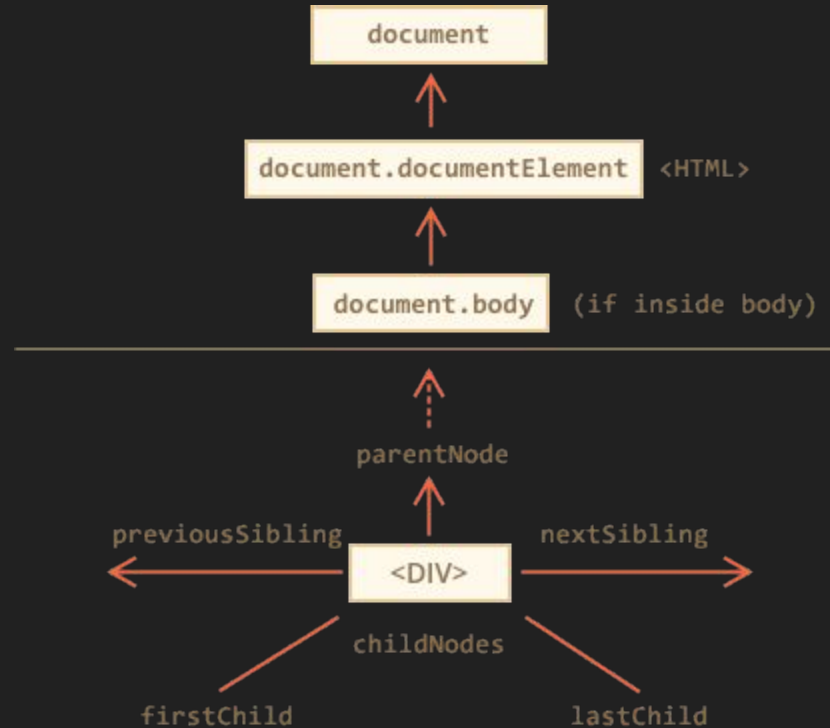 document
document.documentElement <HTML>
document.body (if inside body)
parentNode
previousSibling nextSibling
<DIV>
childNodes
firstChild lastChild